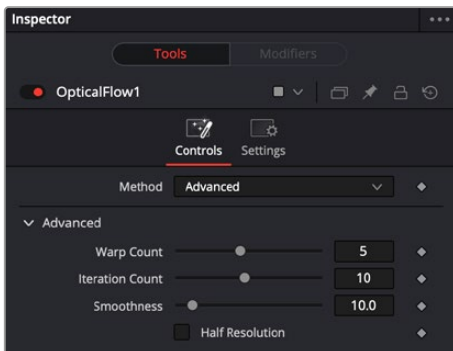 Inspector
Tools Modifiers
OpticalFlow1
Controls Settings
Method Advanced
Advanced
Warp Count 5
Iteration Count 10
Smoothness 10.0
Half Resolution